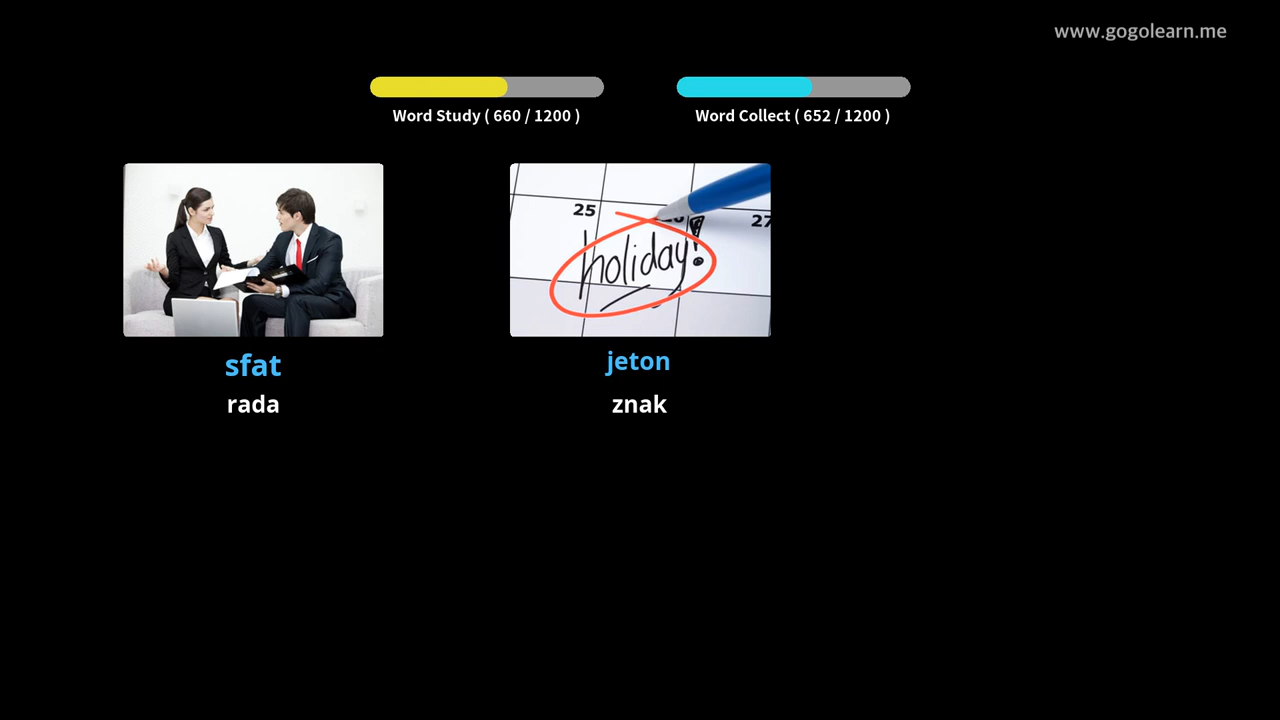 www.gogolearn.me
Word Study ( 660 / 1200 )
Word Collect ( 652 / 1200 )
25
27
holiday!
sfat
jeton
rada
znak